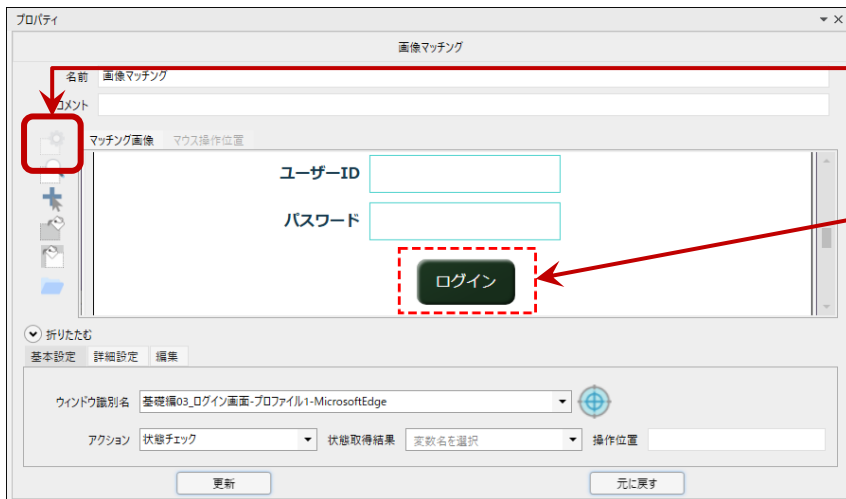 プロパティ
画像マッチング
名前 画像マッチング
コメント
マッチング画像 マウス操作位置
ユーザーID
パスワード
ログイン
折りたたむ
基本設定 詳細設定 編集
ウィンドウ識別名 基礎編03_ログイン画面-プロファイル1-MicrosoftEdge
アクション 状態チェック 状態取得結果 変数名を選択 操作位置
更新 元に戻す